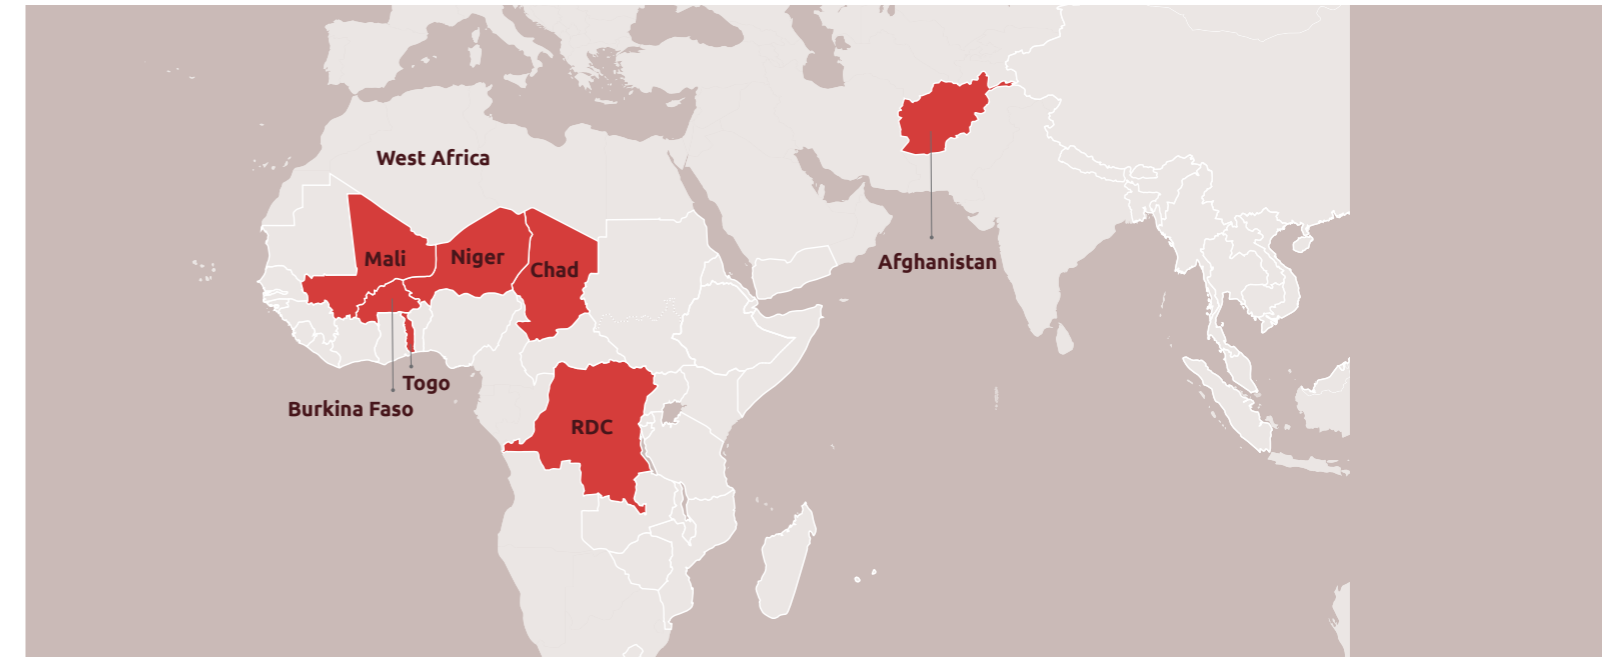 West Africa
Mali
Niger
Chad
Afghanistan
Togo
Burkina Faso
RDC